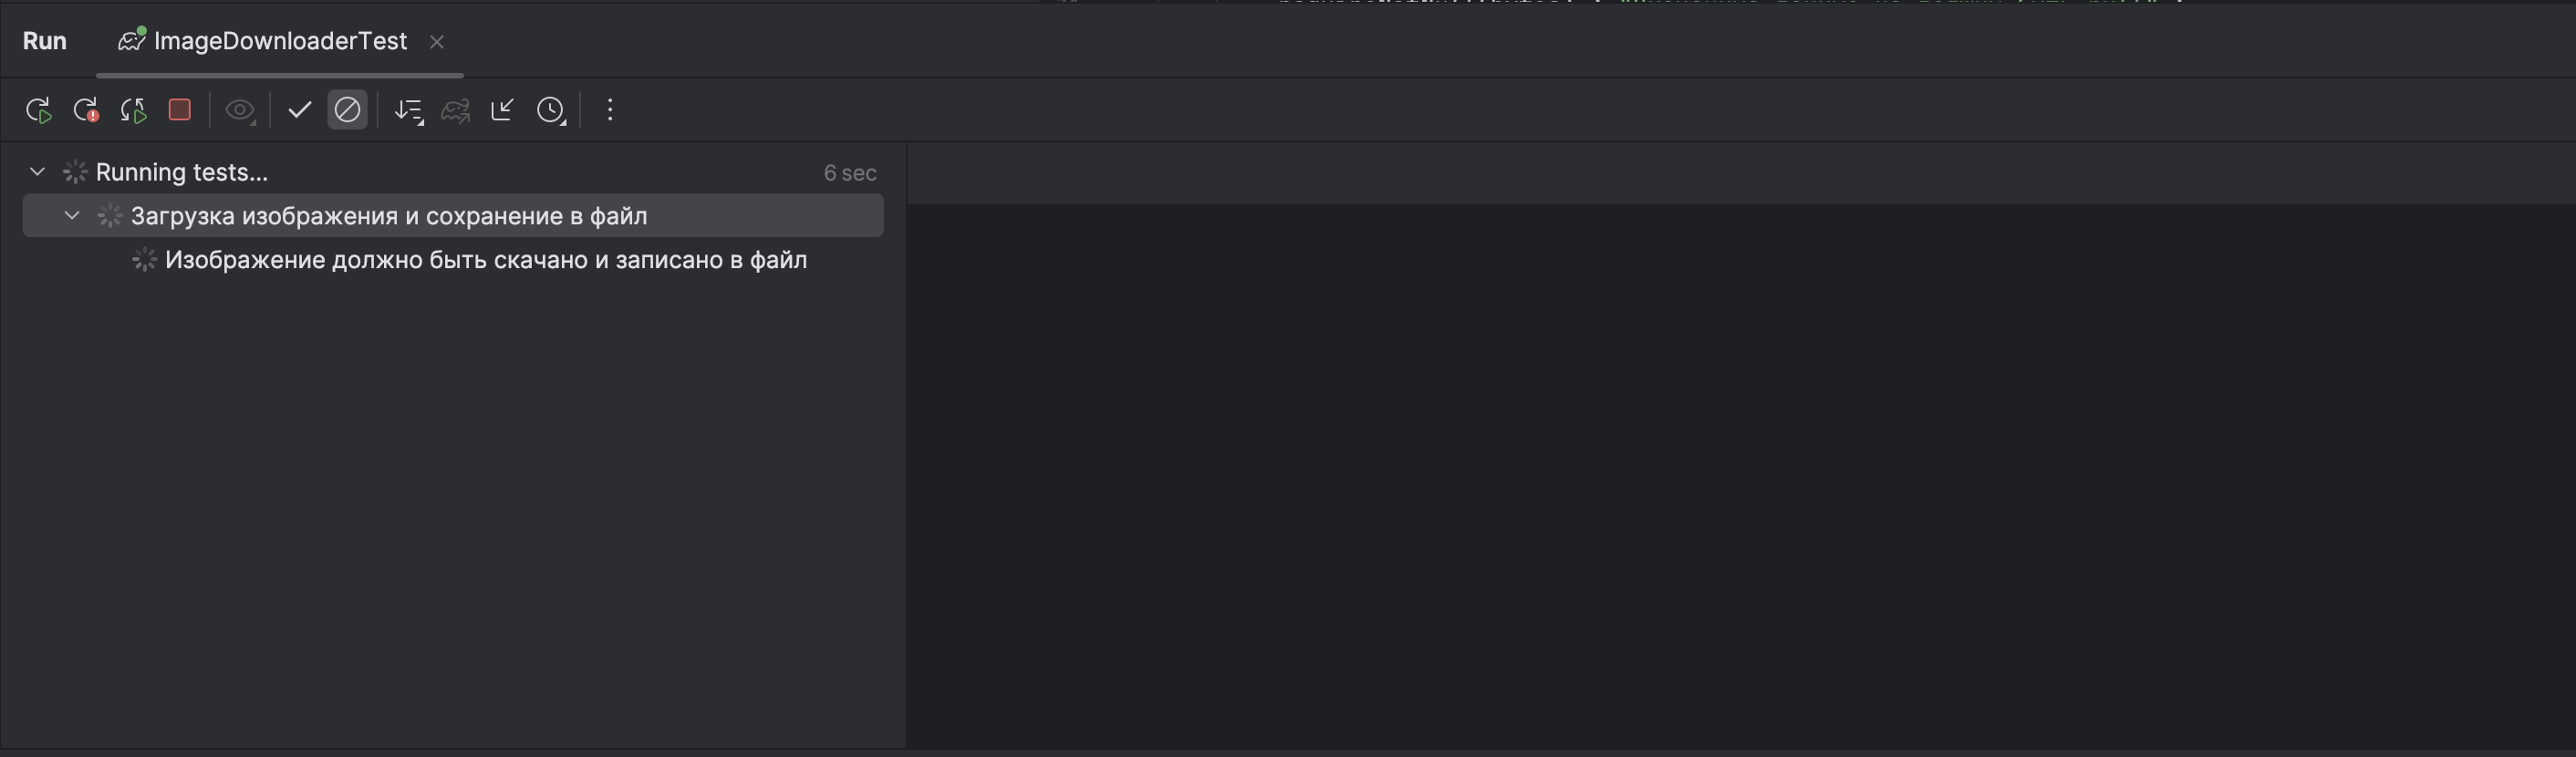 Run ImageDownloaderTest
Running tests... 6 sec
Загрузка изображения и сохранение в файл
Изображение должно быть скачано и записано в файл